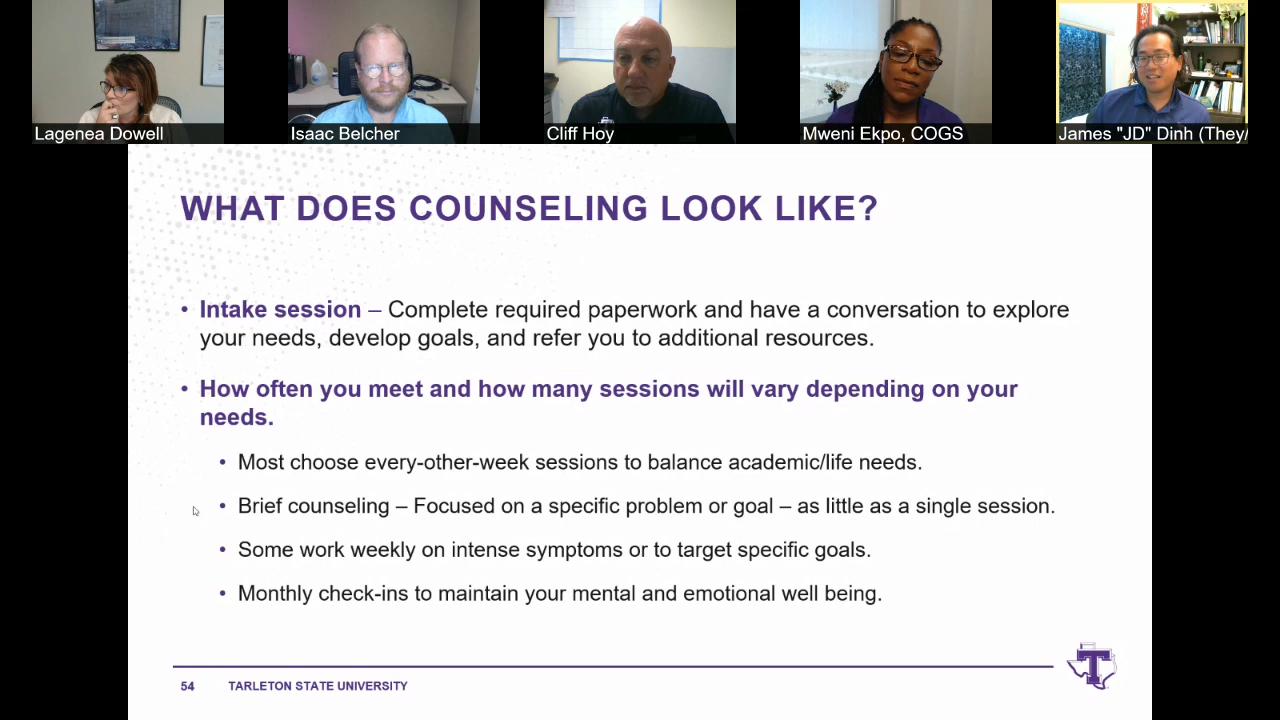 Lagenea Dowell
Isaac Belcher
Cliff Hoy
Mweni Ekpo, COGS
James "JD" Dinh (They/
WHAT DOES COUNSELING LOOK LIKE?
• Intake session – Complete required paperwork and have a conversation to explore
your needs, develop goals, and refer you to additional resources.
• How often you meet and how many sessions will vary depending on your
needs.
• Most choose every-other-week sessions to balance academic/life needs.
• Brief counseling – Focused on a specific problem or goal – as little as a single session.
• Some work weekly on intense symptoms or to target specific goals.
• Monthly check-ins to maintain your mental and emotional well being.
54 TARLETON STATE UNIVERSITY
T